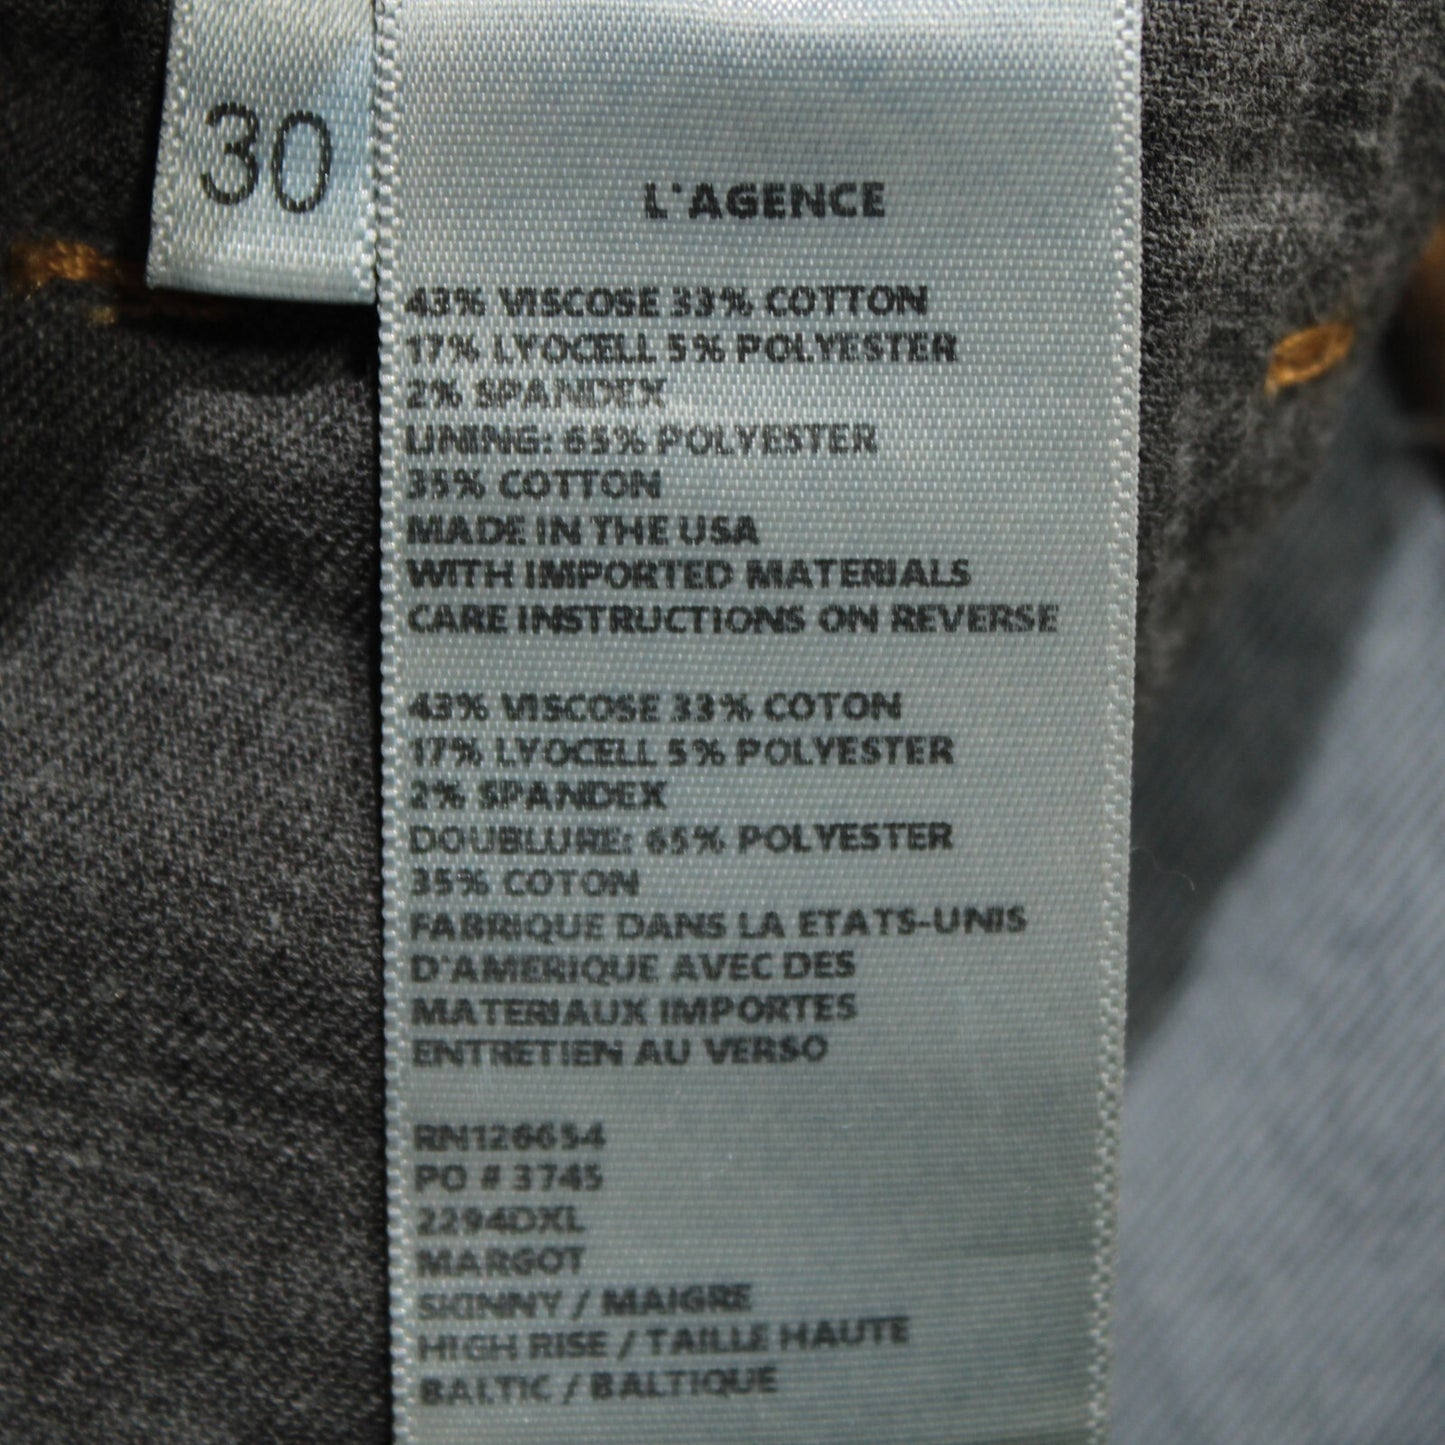 30
L'AGENCE
43% VISCOSE 33% COTTON
17% LYOCELL 5% POLYESTER
2% SPANDEX
LINING: 65% POLYESTER
35% COTTON
MADE IN THE USA
WITH IMPORTED MATERIALS
CARE INSTRUCTIONS ON REVERSE
43% VISCOSE 33% COTON
17% LYOCELL 5% POLYESTER
2% SPANDEX
DOUBLURE: 65% POLYESTER
35% COTON
FABRIQUE DANS LA ETATS-UNIS
D'AMERIQUE AVEC DES
MATERIAUX IMPORTES
ENTRETIEN AU VERSO
RN126654
PO # 3745
2294DXL
MARGOT
SKINNY / MAIGRE
HIGH RISE / TAILLE HAUTE
BALTIC / BALTIQUE